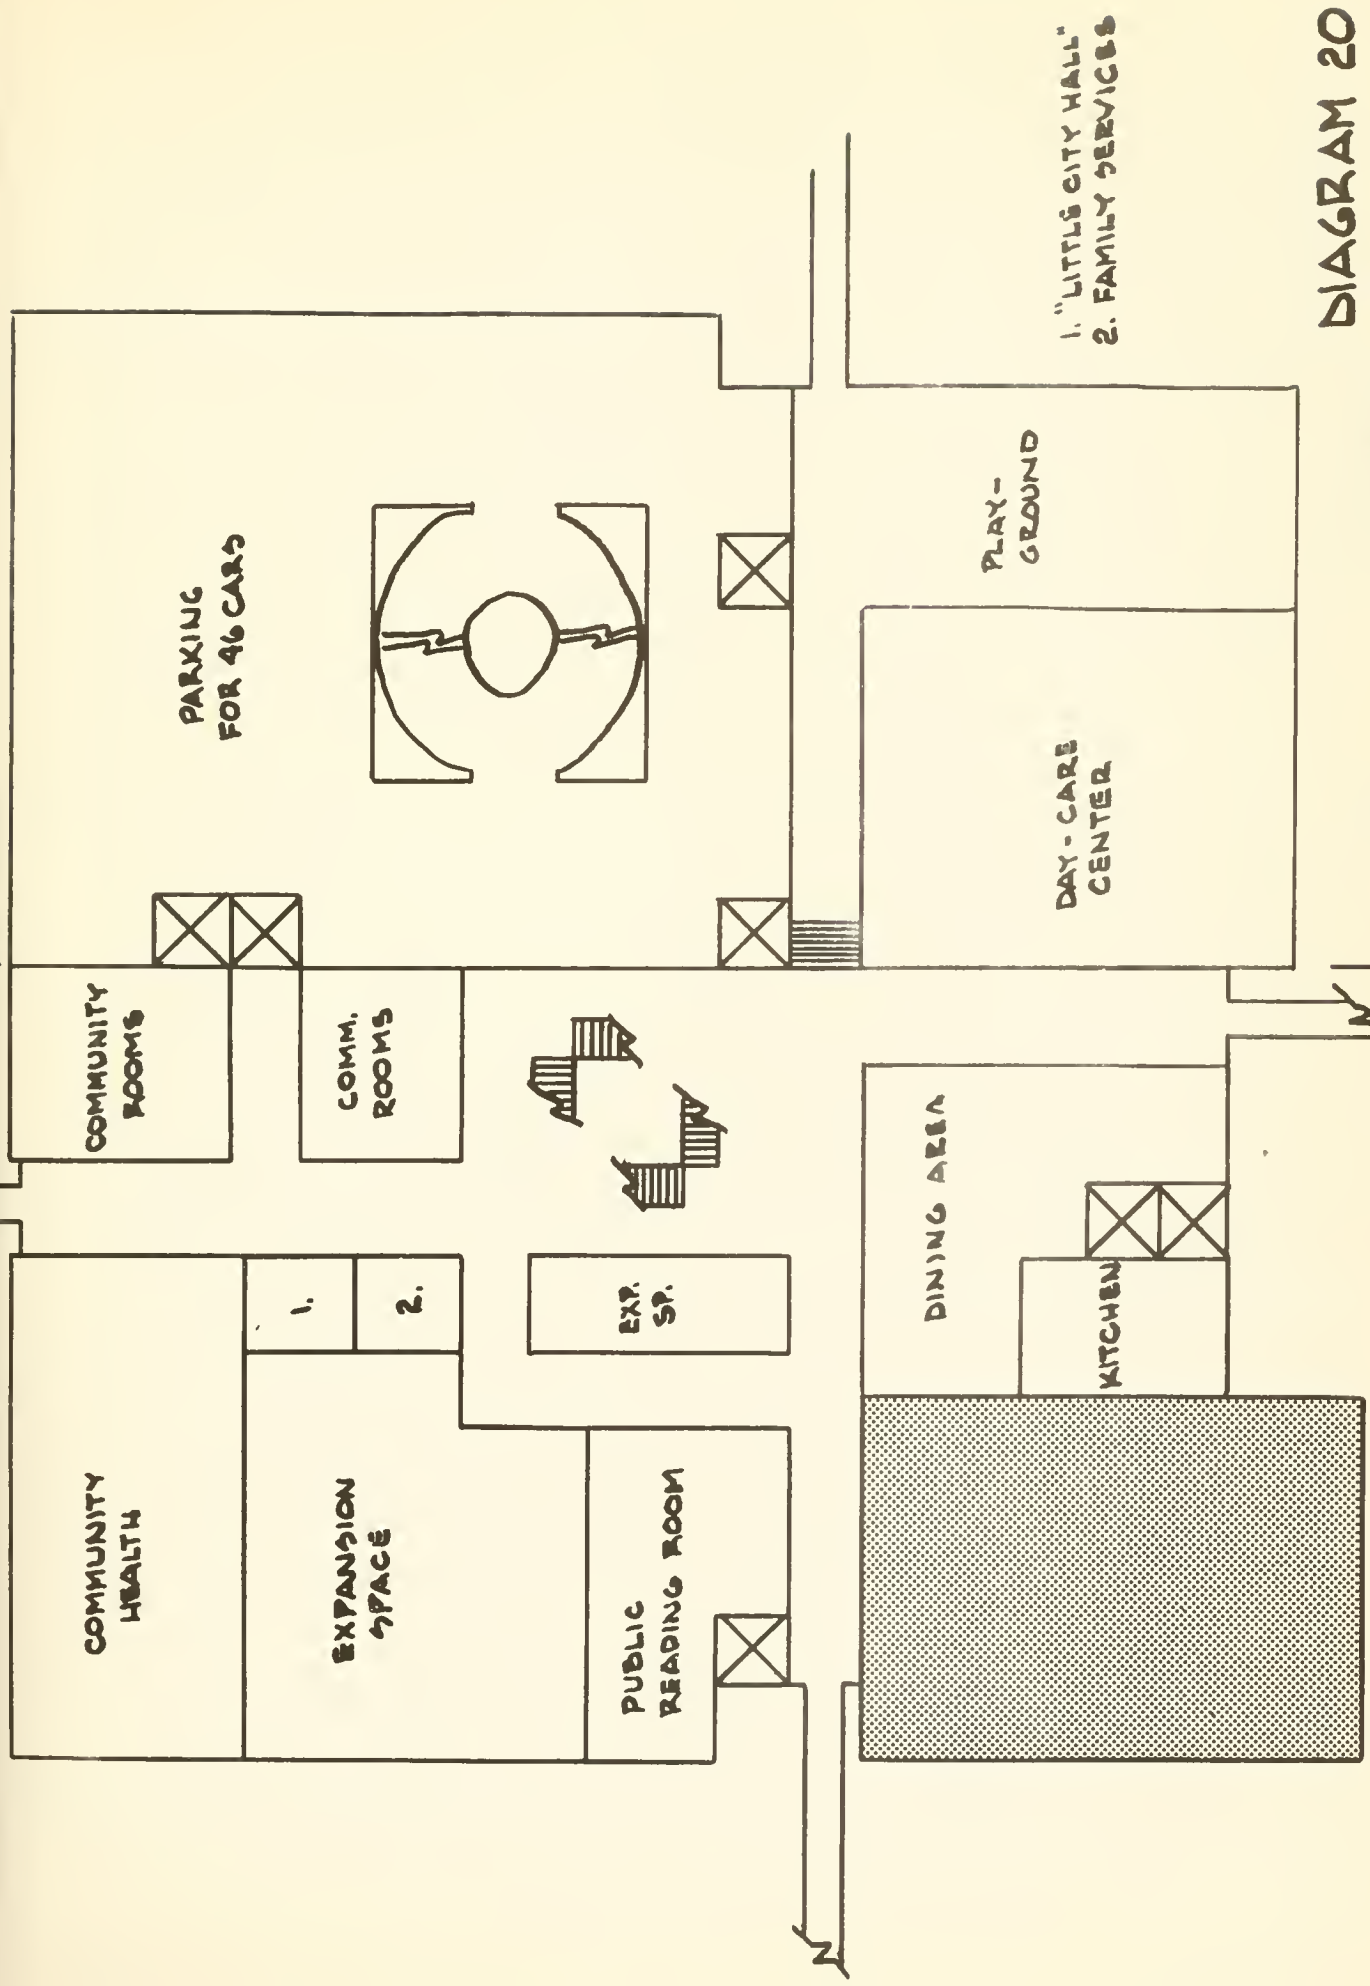 COMMUNITY
HEALTH
COMMUNITY
ROOMS
PARKING
FOR 46 CARS
1.
2.
COMM.
ROOMS
EXPANSION
SPACE
EXP.
SP.
PUBLIC
READING ROOM
DINING AREA
KITCHEN
DAY-CARE
CENTER
PLAY-
GROUND
1. "LITTLE CITY HALL"
2. FAMILY SERVICES
DIAGRAM 20